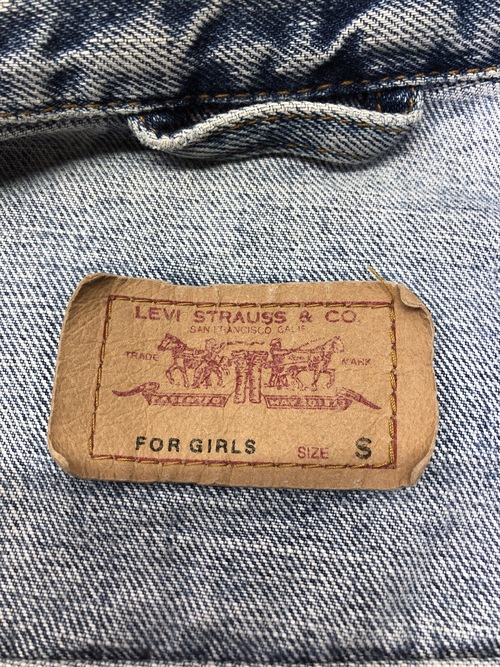 LEVI STRAUSS & CO.
SAN FRANCISCO CALIF.
TRADE MARK
FOR GIRLS SIZE S